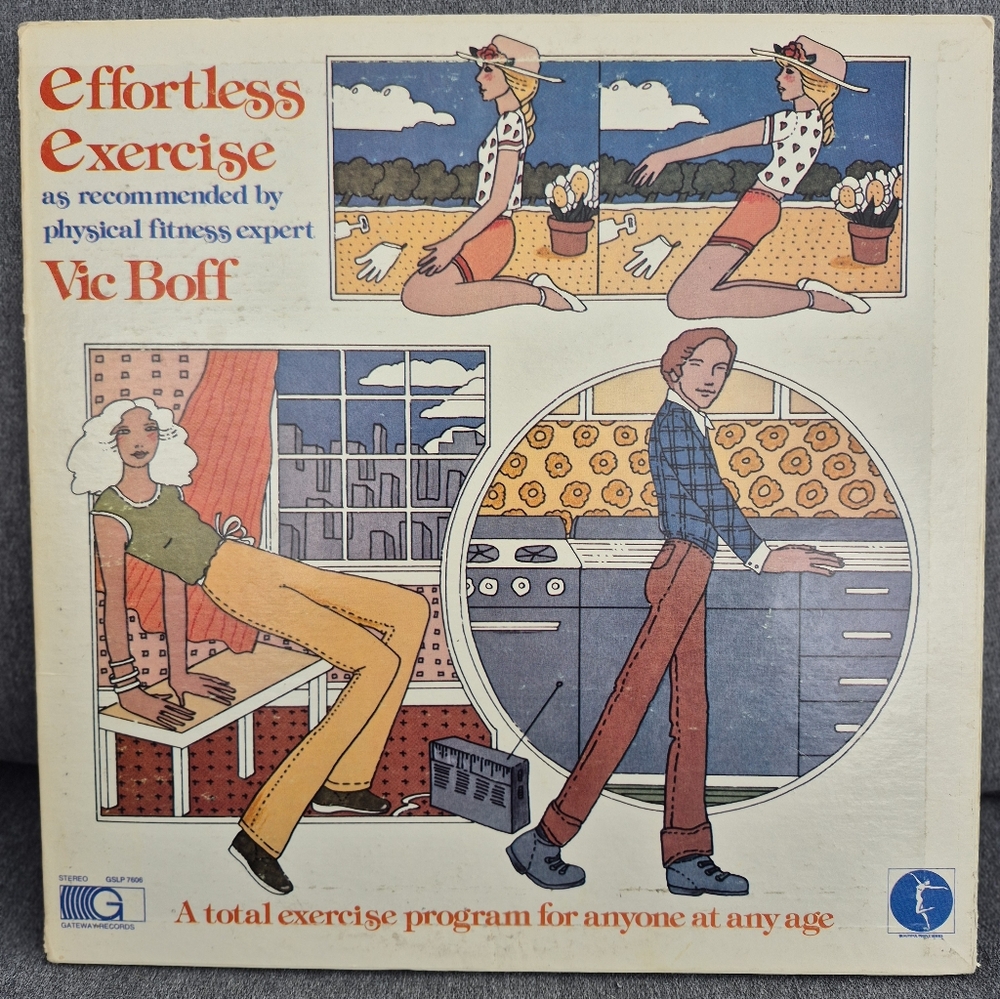 effortless
exercise
as recommended by
physical fitness expert
Vic Boff
STEREO GSLP 7606
G
GATEWAY RECORDS
A total exercise program for anyone at any age